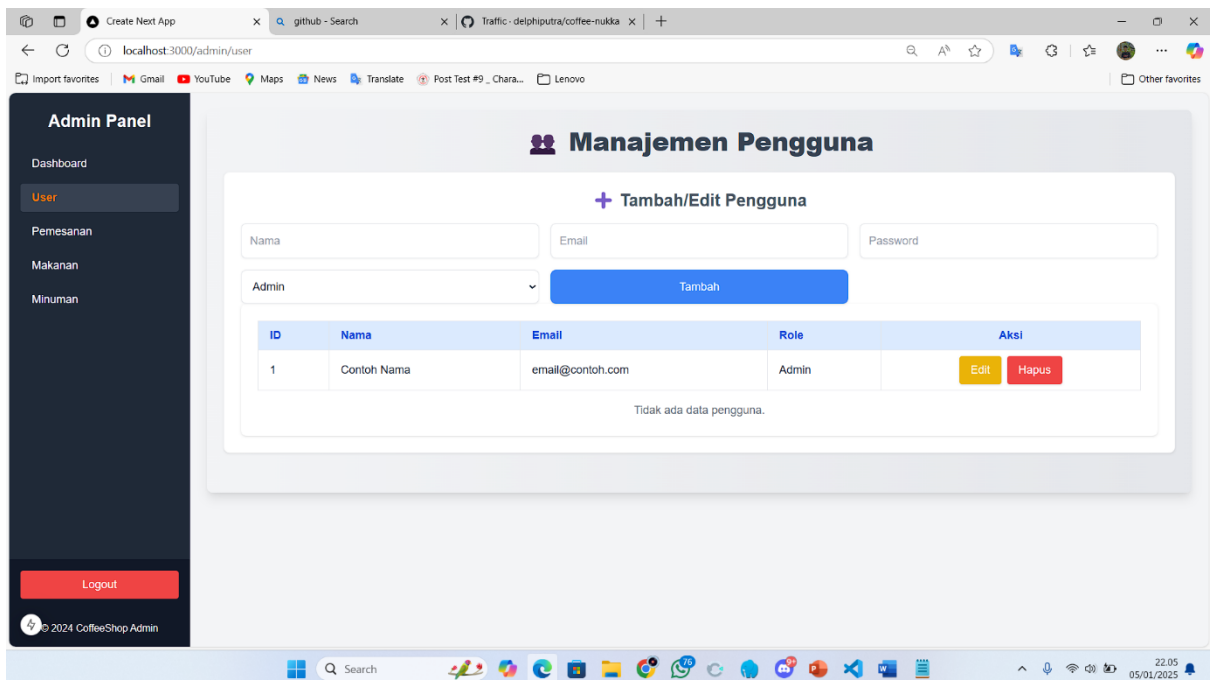 Create Next App
github - Search
Traffic · delphiputra/coffee-nukka
localhost:3000/admin/user
Import favorites
Gmail
YouTube
Maps
News
Translate
Post Test #9 _ Chara...
Lenovo
Other favorites
Admin Panel
Dashboard
User
Pemesanan
Makanan
Minuman
Logout
© 2024 CoffeeShop Admin
Manajemen Pengguna
Tambah/Edit Pengguna
Nama Email Password
Admin Tambah
ID Nama Email Role Aksi
1 Contoh Nama email@contoh.com Admin Edit Hapus
Tidak ada data pengguna.
Search
76
22.05
05/01/2025